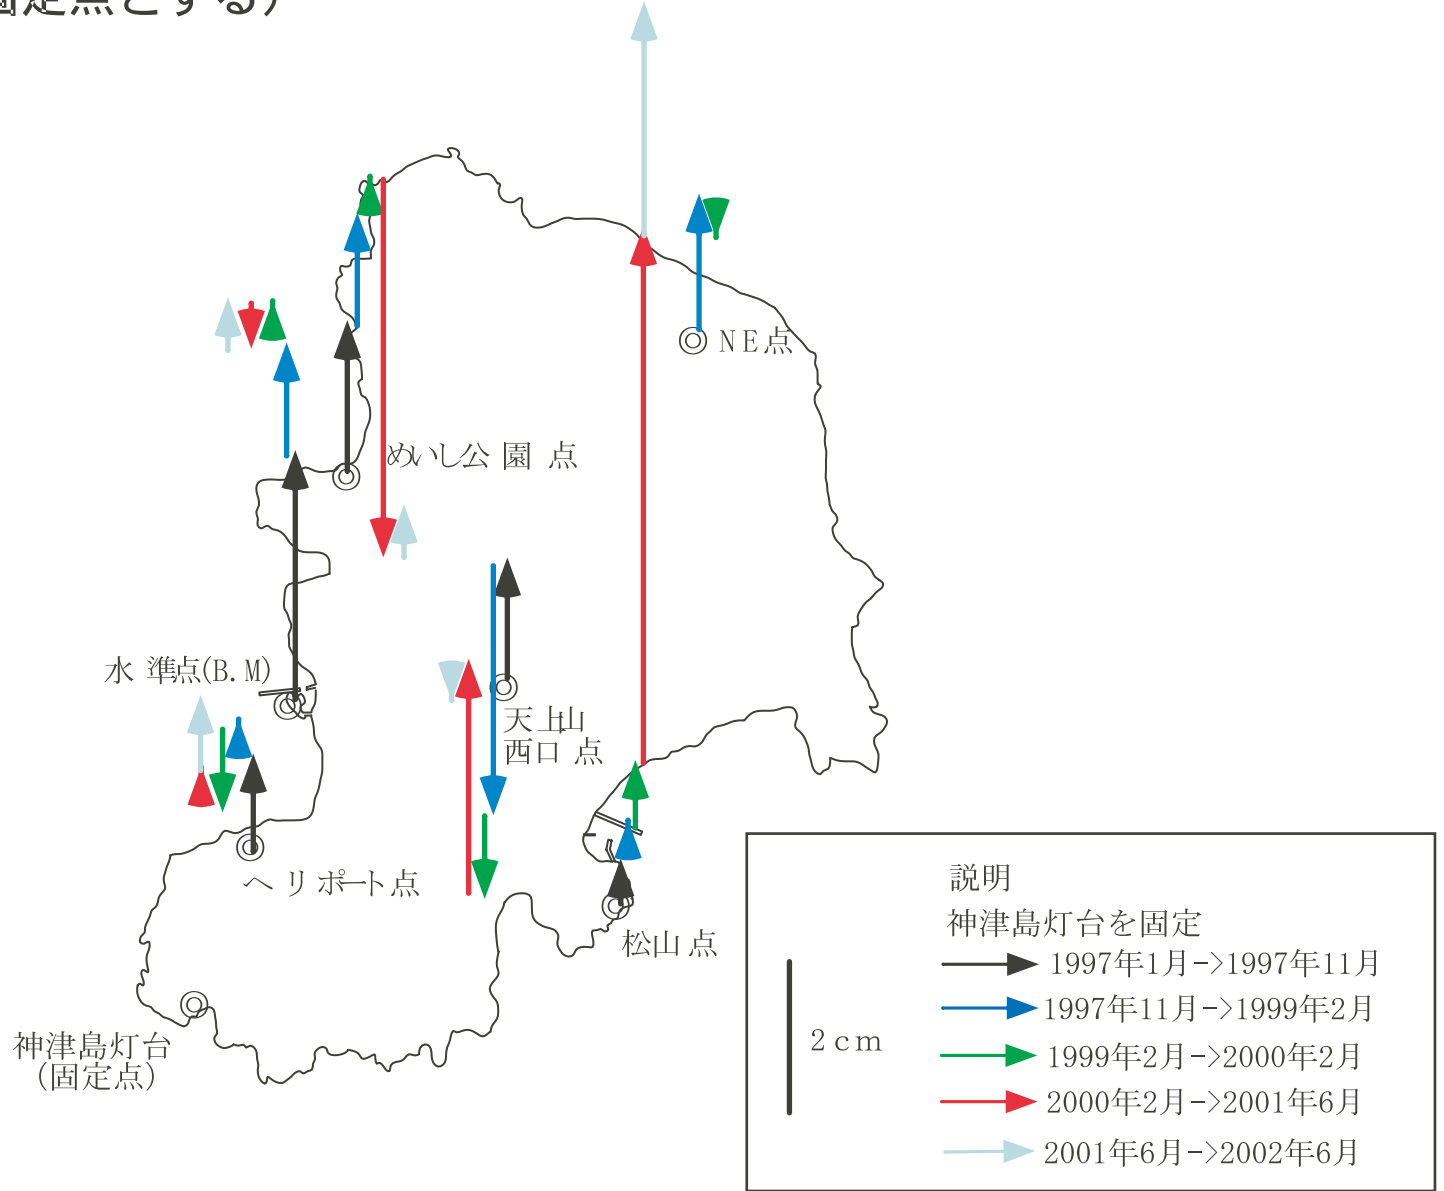 固定点とする）
NE点
めいし公園 点
水 準点(B.M)
天上山
西口 点
ヘリポート点
松山 点
神津島灯台
(固定点)
説明
神津島灯台を固定
1997年1月->1997年11月
1997年11月->1999年2月
2cm
1999年2月->2000年2月
2000年2月->2001年6月
2001年6月->2002年6月